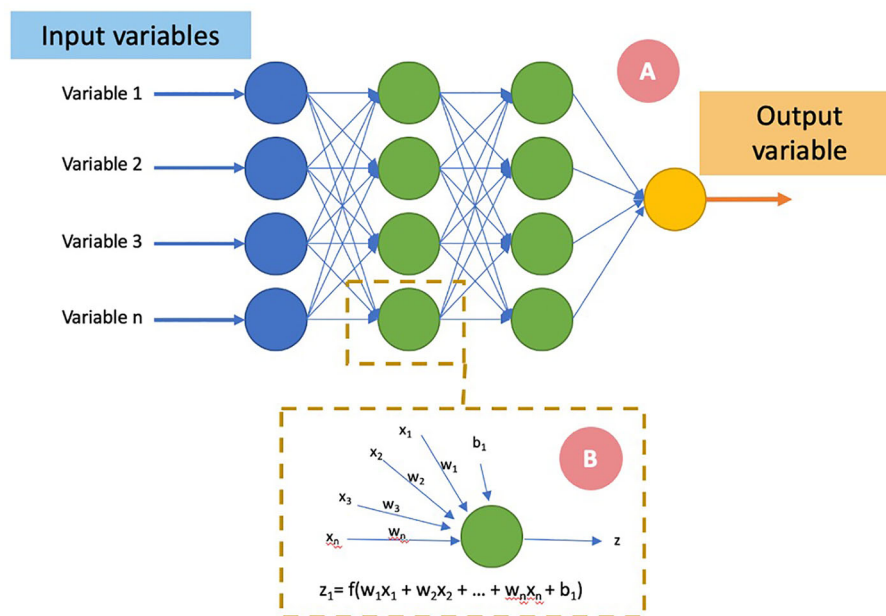 Input variables
A
Variable 1
Output
variable
Variable 2
Variable 3
Variable n
x₁
B
b₁
x₂
w₁
w₂
x₃
w₃
xₙ
wₙ
z
z₁= f(w₁x₁ + w₂x₂ + ... + wₙxₙ + b₁)